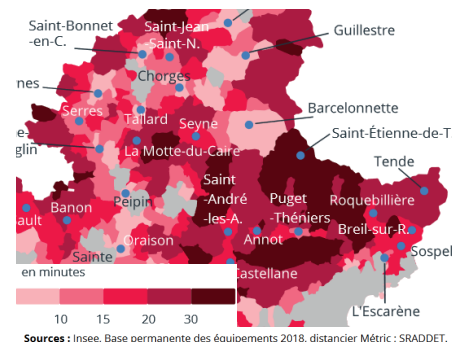 Saint-Bonnet
-en-C.
Saint-Jean
-Saint-N.
Guillestre
Chorges
nes
Serres
Tallard
Seyne
Barcelonnette
Saint-Étienne-de-T
e-
glin
La Motte-du-Caire
Tende
Saint
-André
-les-A.
Puget
-Théniers
Roquebillière
Banon
Peipin
ault
Breil-sur-R.
Oraison
Annot
Sospel
Sainte
Castellane
en minutes
L'Escarène
10 15 20 30
Sources : Insee, Base permanente des équipements 2018, distancier Métric ; SRADDET.